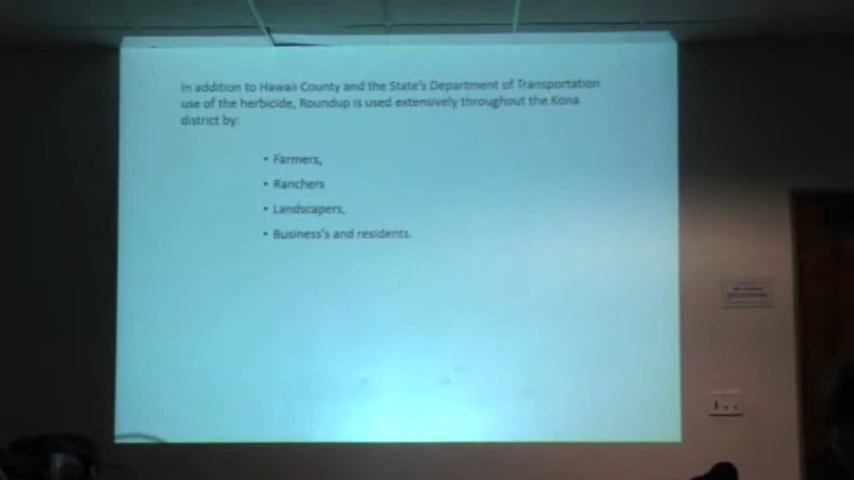 In addition to Hawaii County and the State's Department of Transportation
use of the herbicide, Roundup is used extensively throughout the Kona
district by:
• Farmers,
• Ranchers
• Landscapers,
• Business's and residents.